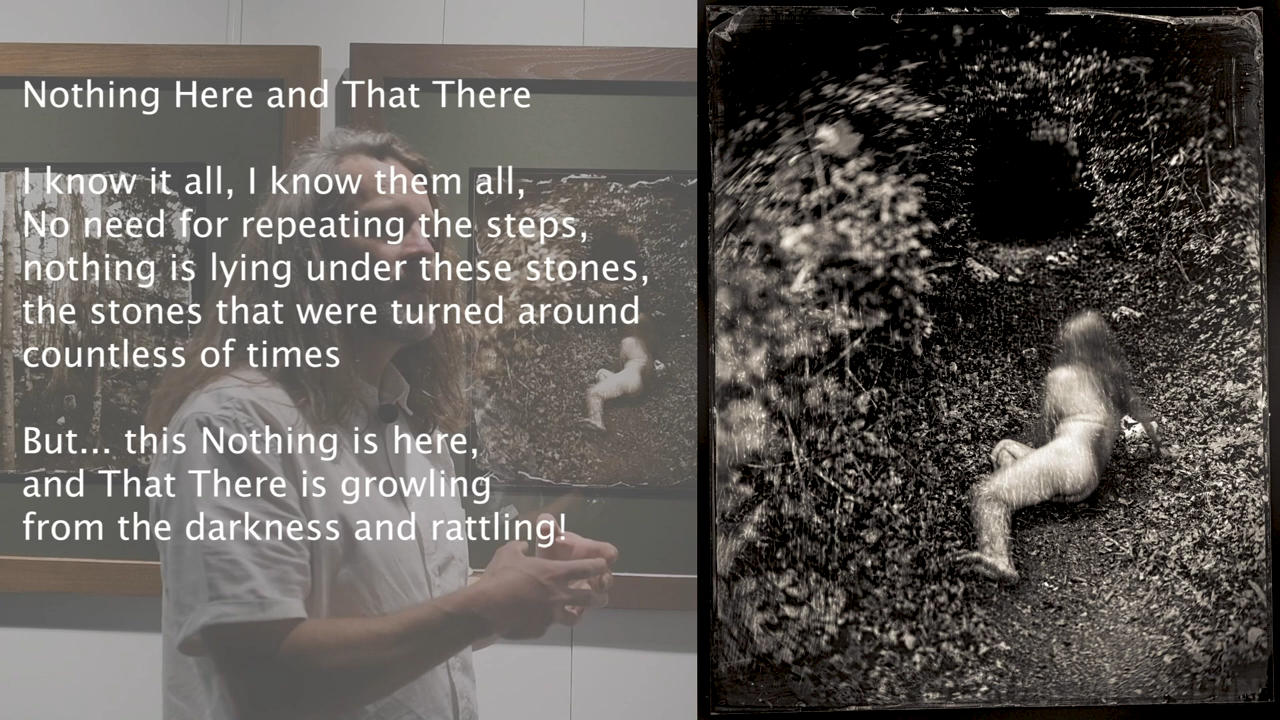 Nothing Here and That There
I know it all, I know them all,
No need for repeating the steps,
nothing is lying under these stones,
the stones that were turned around
countless of times
But... this Nothing is here,
and That There is growling
from the darkness and rattling!